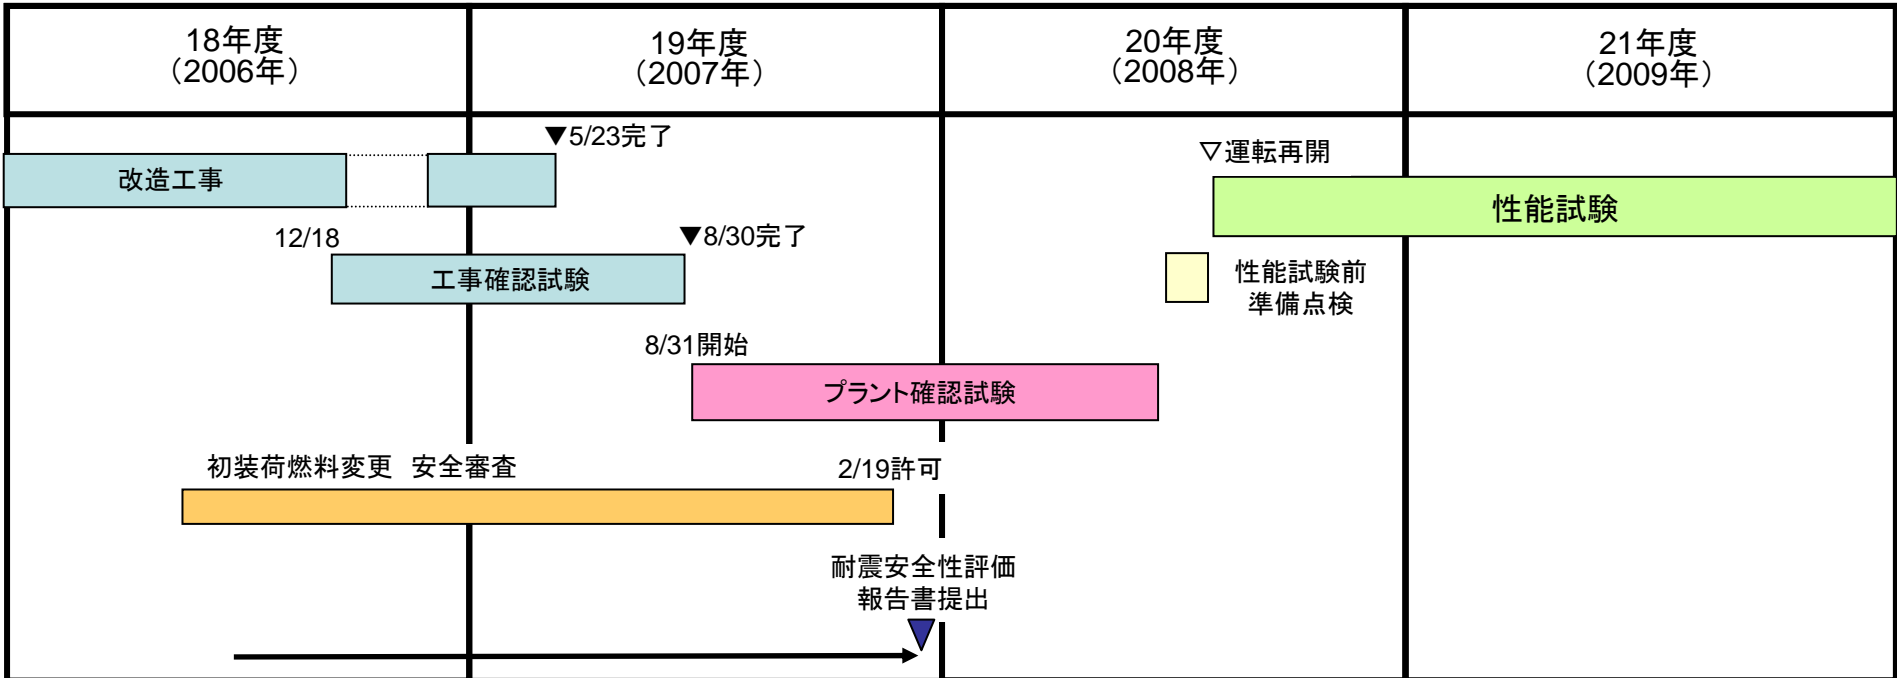 18年度
（2006年）
19年度
（2007年）
20年度
（2008年）
21年度
（2009年）
▼5/23完了
改造工事
▽運転再開
性能試験
12/18
▼8/30完了
工事確認試験
性能試験前
準備点検
8/31開始
プラント確認試験
初装荷燃料変更　安全審査
2/19許可
耐震安全性評価
報告書提出